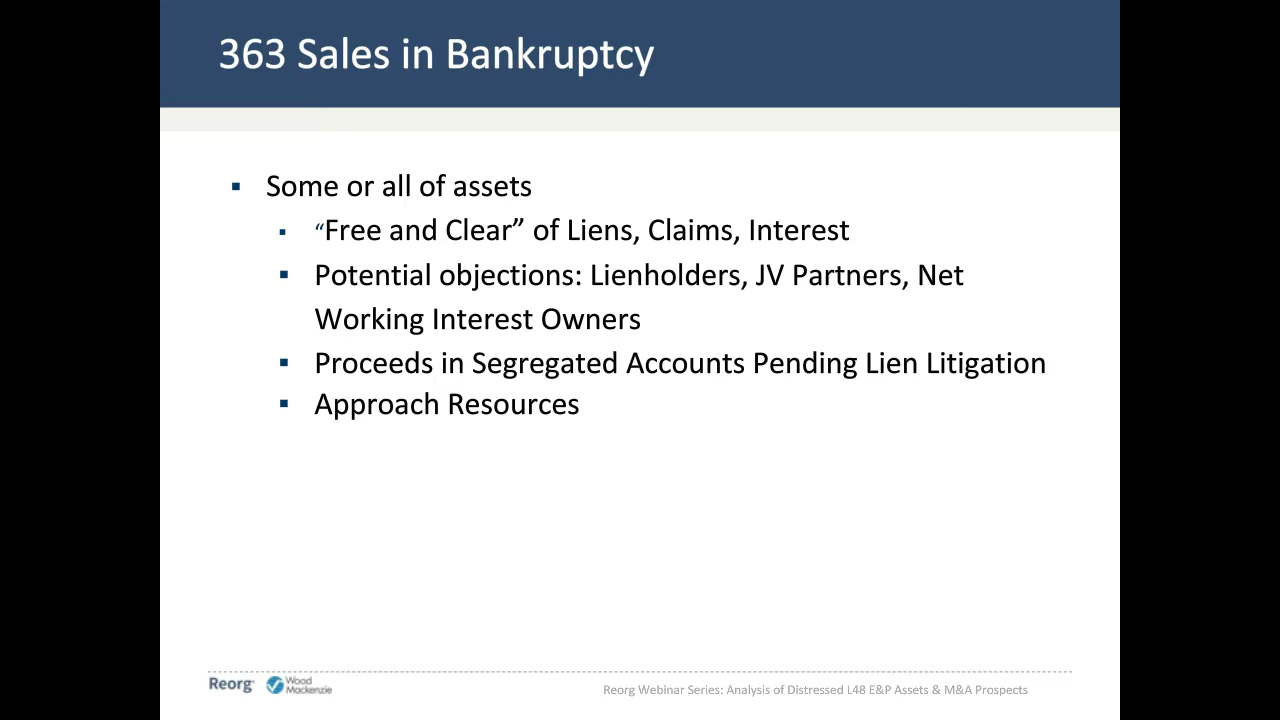 363 Sales in Bankruptcy
▪ Some or all of assets
▪ “Free and Clear” of Liens, Claims, Interest
▪ Potential objections: Lienholders, JV Partners, Net
Working Interest Owners
▪ Proceeds in Segregated Accounts Pending Lien Litigation
▪ Approach Resources
Reorg
Wood
Mackenzie
Reorg Webinar Series: Analysis of Distressed L48 E&P Assets & M&A Prospects